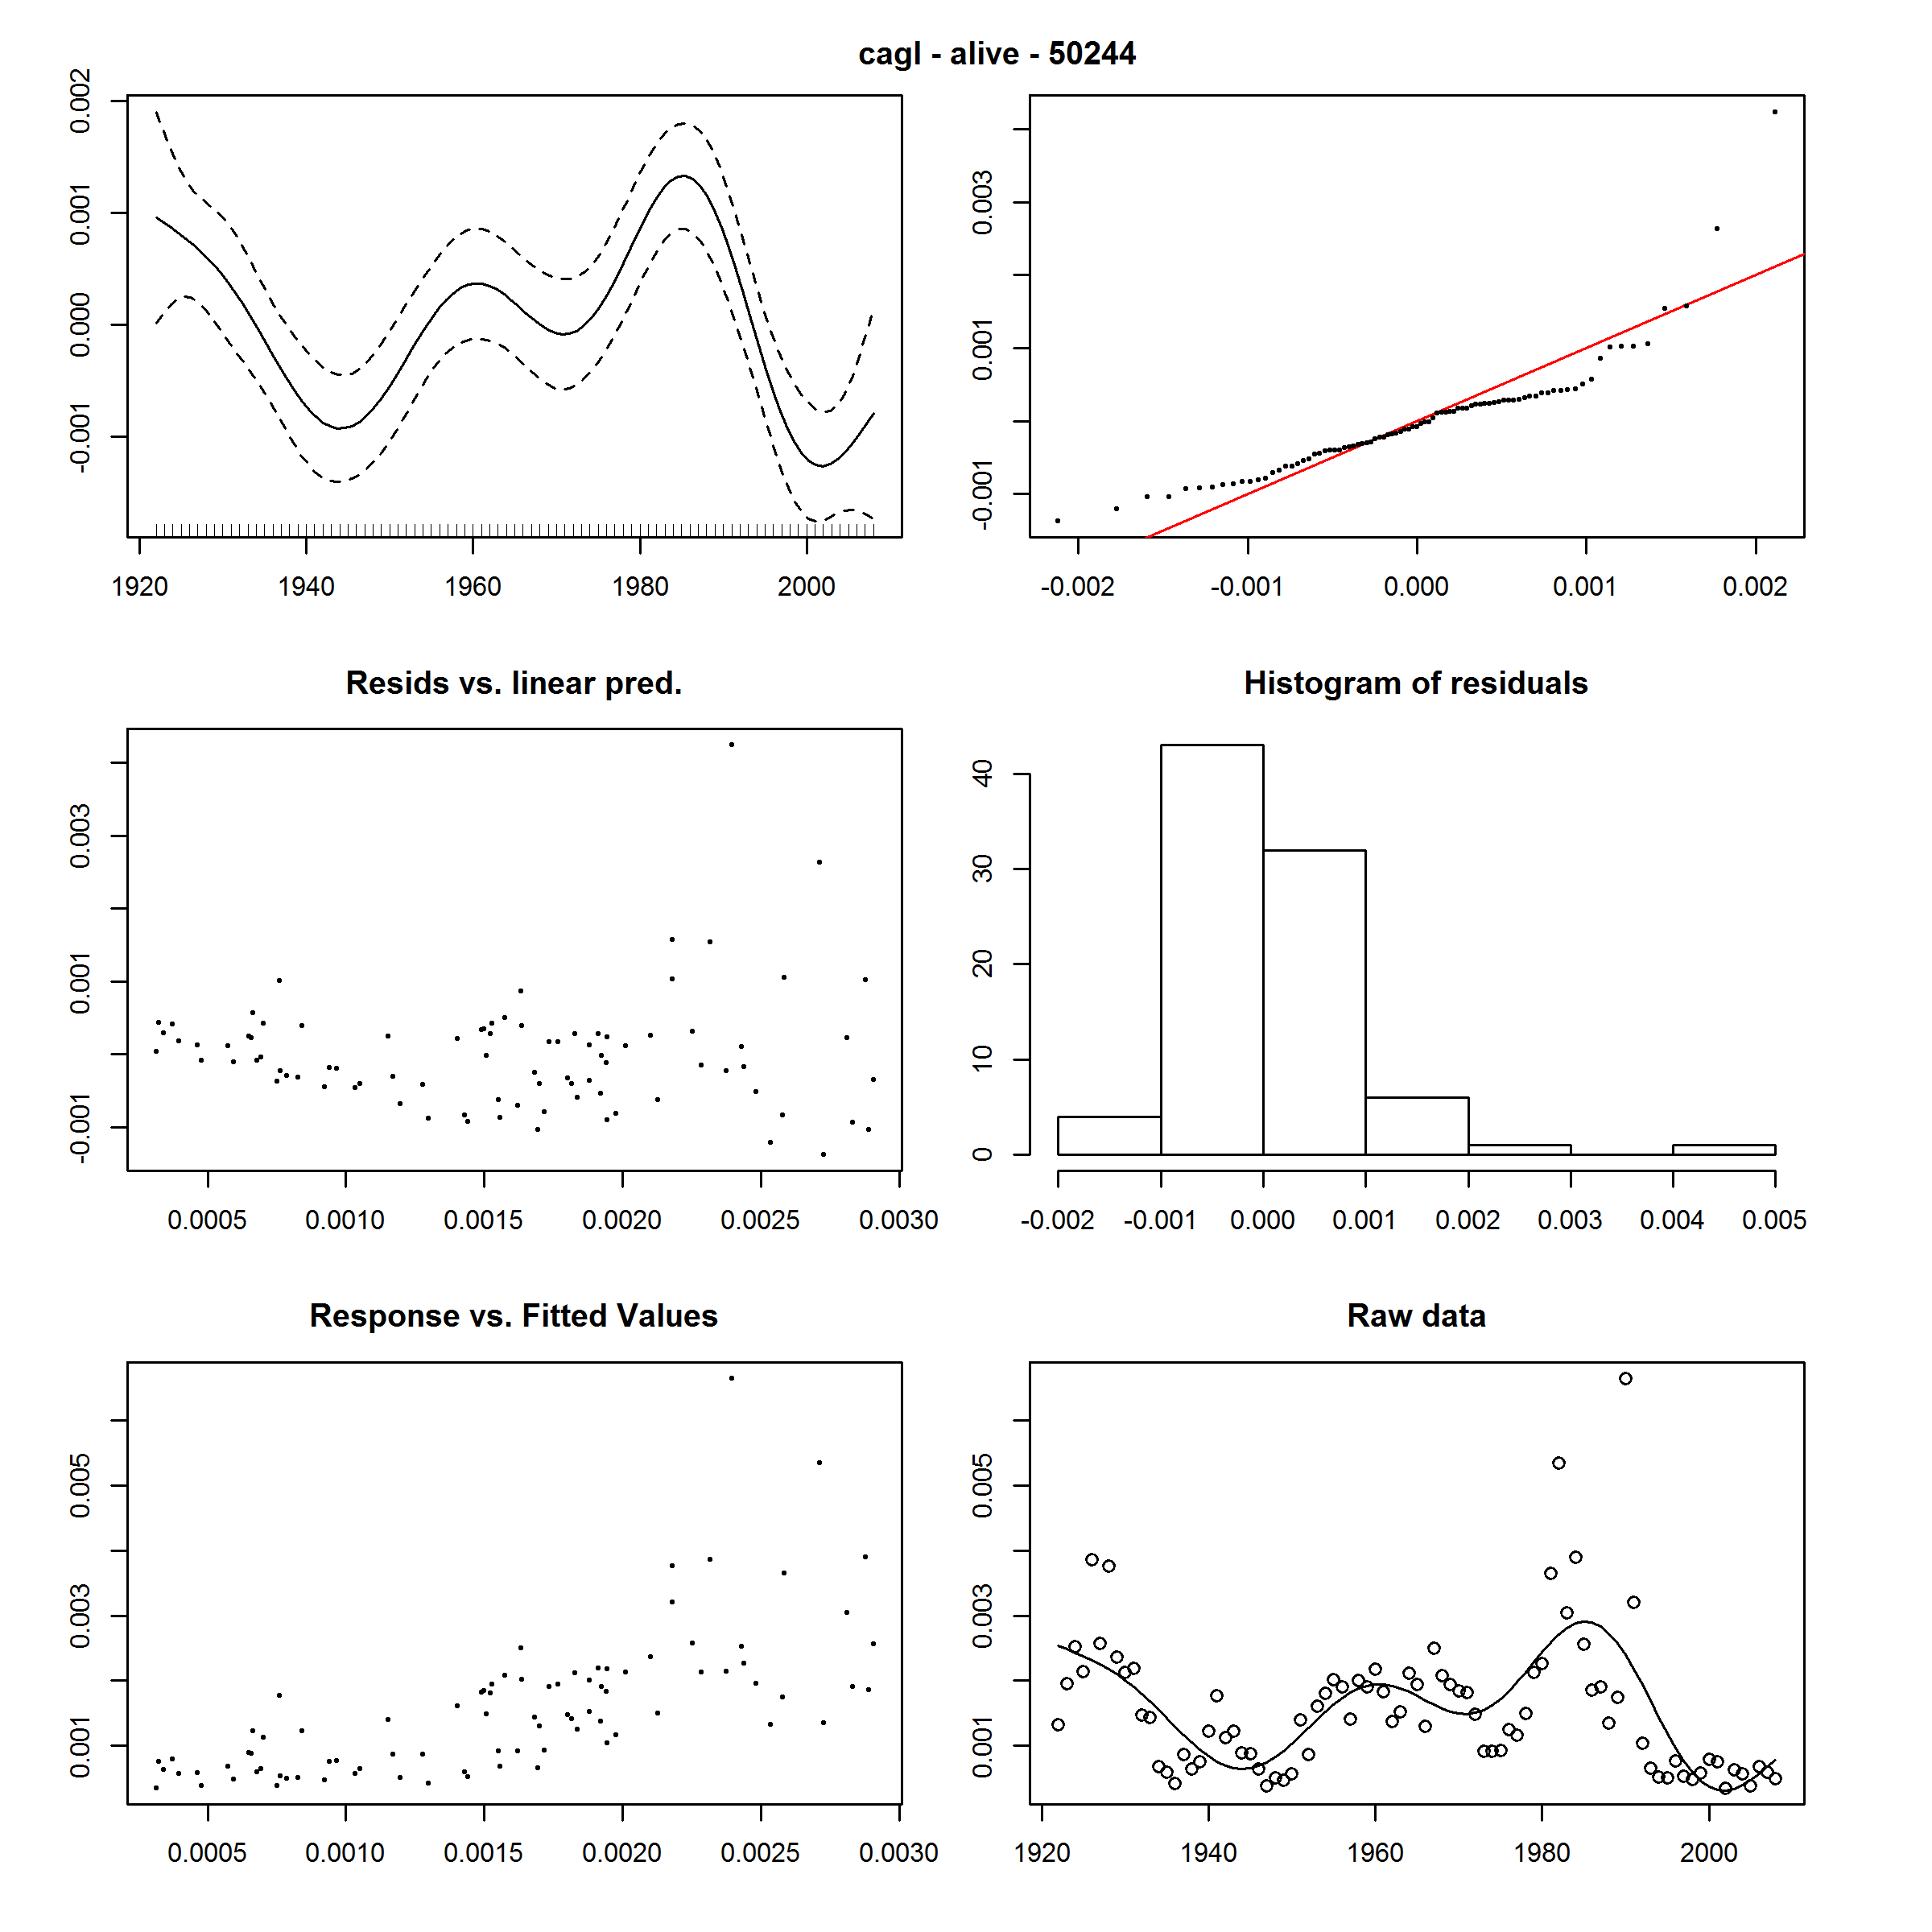 cagl - alive - 50244
0.002
0.001
0.000
-0.001
1920 1940 1960 1980 2000
0.003
0.001
-0.001
-0.002 -0.001 0.000 0.001 0.002
Resids vs. linear pred.
0.003
0.001
-0.001
0.0005 0.0010 0.0015 0.0020 0.0025 0.0030
Histogram of residuals
40
30
20
10
0
-0.002 -0.001 0.000 0.001 0.002 0.003 0.004 0.005
Response vs. Fitted Values
0.005
0.003
0.001
0.0005 0.0010 0.0015 0.0020 0.0025 0.0030
Raw data
0.005
0.003
0.001
1920 1940 1960 1980 2000